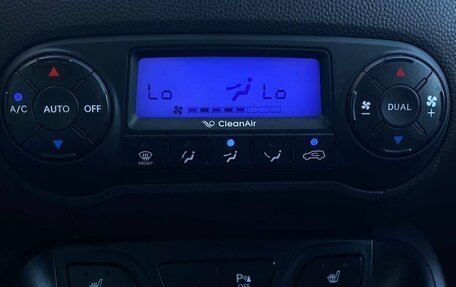 Lo Lo
A/C AUTO OFF
DUAL
CleanAir
FRONT
P